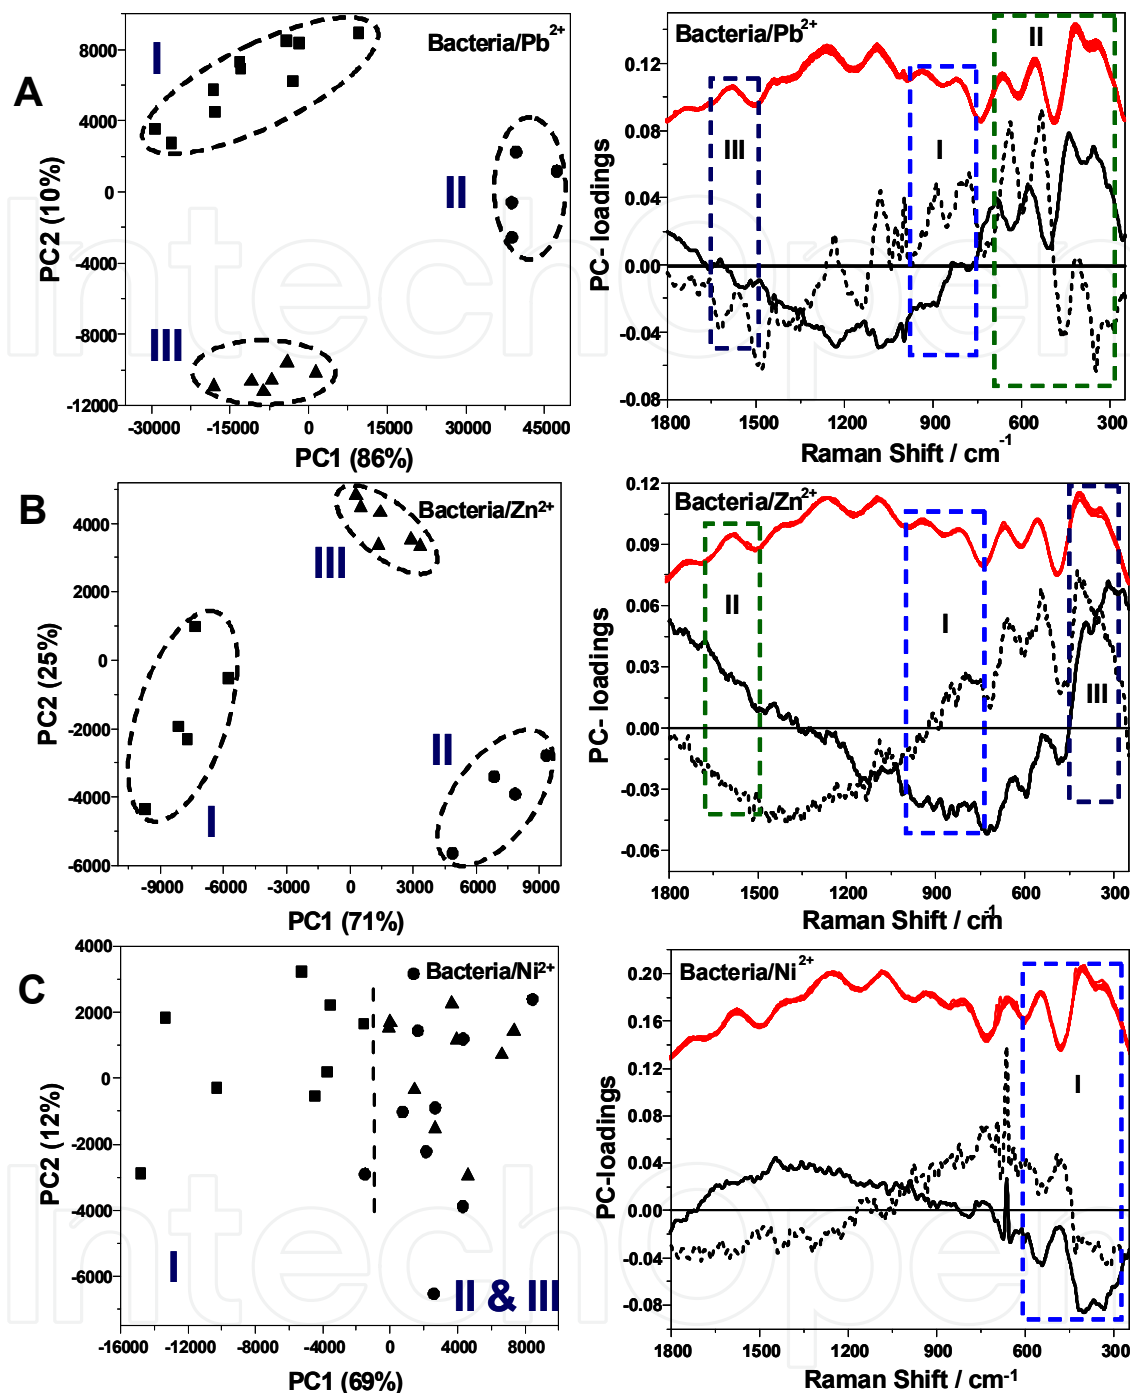 A
Bacteria/Pb2+
I
II
III
PC2 (10%)
8000
4000
0
-4000
-8000
-12000
-30000 -15000 0 15000 30000 45000
PC1 (86%)
Bacteria/Pb2+
III
I
II
PC- loadings
0.12
0.08
0.04
0.00
-0.04
-0.08
1800 1500 1200 900 600 300
Raman Shift / cm-1
B
Bacteria/Zn2+
III
II
I
PC2 (25%)
4000
2000
0
-2000
-4000
-6000
-9000 -6000 -3000 0 3000 6000 9000
PC1 (71%)
Bacteria/Zn2+
II
I
III
PC- loadings
0.12
0.09
0.06
0.03
0.00
-0.03
-0.06
1800 1500 1200 900 600 300
Raman Shift / cm-1
C
Bacteria/Ni2+
I
II & III
PC2 (12%)
4000
2000
0
-2000
-4000
-6000
-16000 -12000 -8000 -4000 0 4000 8000
PC1 (69%)
Bacteria/Ni2+
I
PC-loadings
0.20
0.16
0.12
0.08
0.04
0.00
-0.04
-0.08
1800 1500 1200 900 600 300
Raman Shift / cm-1
IntechOpen
IntechOpen